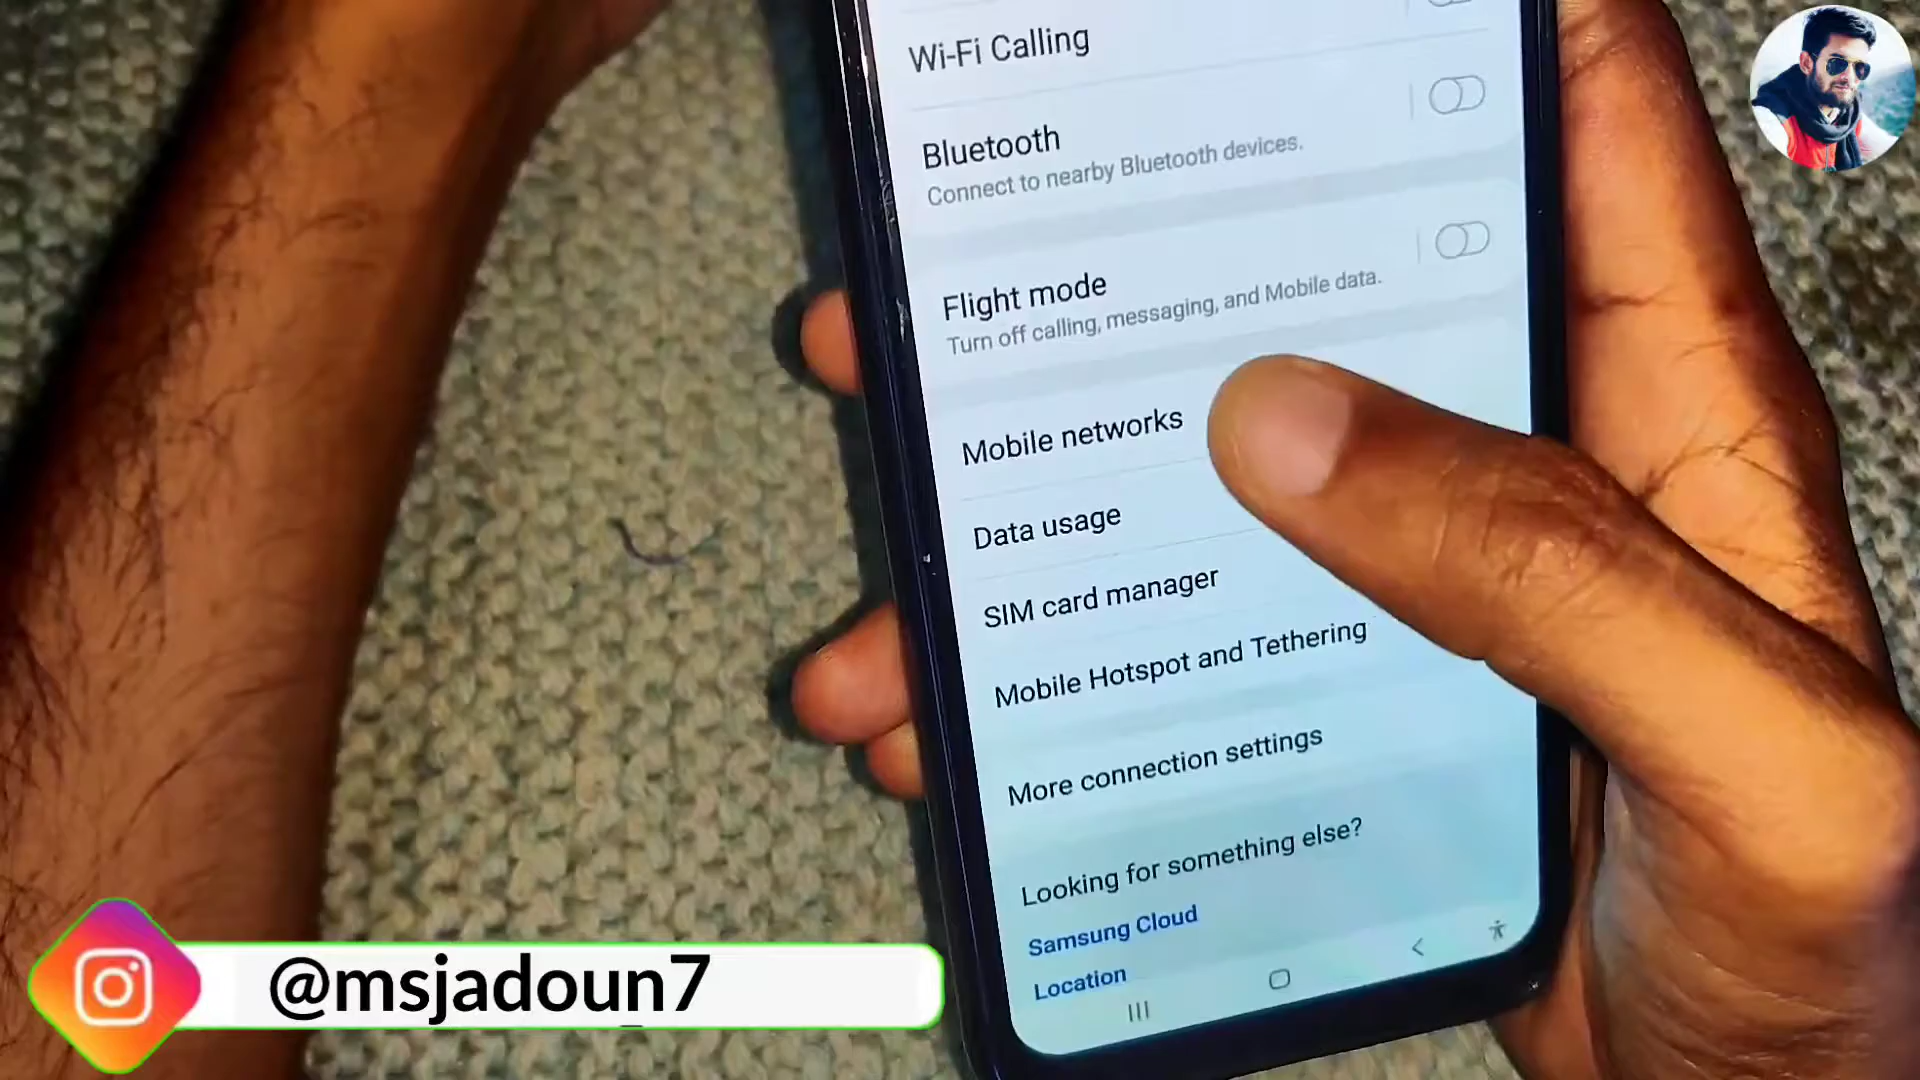 Wi-Fi Calling
Bluetooth
Connect to nearby Bluetooth devices.
Flight mode
Turn off calling, messaging, and Mobile data.
Mobile networks
Data usage
SIM card manager
Mobile Hotspot and Tethering
More connection settings
Looking for something else?
Samsung Cloud
Location
@msjadoun7